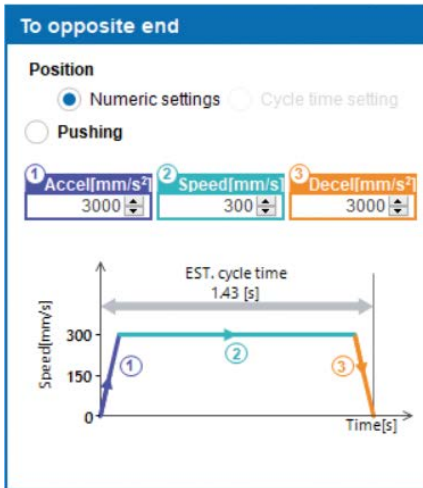 To opposite end
Position
Numeric settings Cycle time setting
Pushing
1 Accel[mm/s²] 2 Speed[mm/s] 3 Decel[mm/s²]
3000 300 3000
EST. cycle time
1.43 [s]
Speed[mm/s]
300
150
0
1
2
3
Time[s]